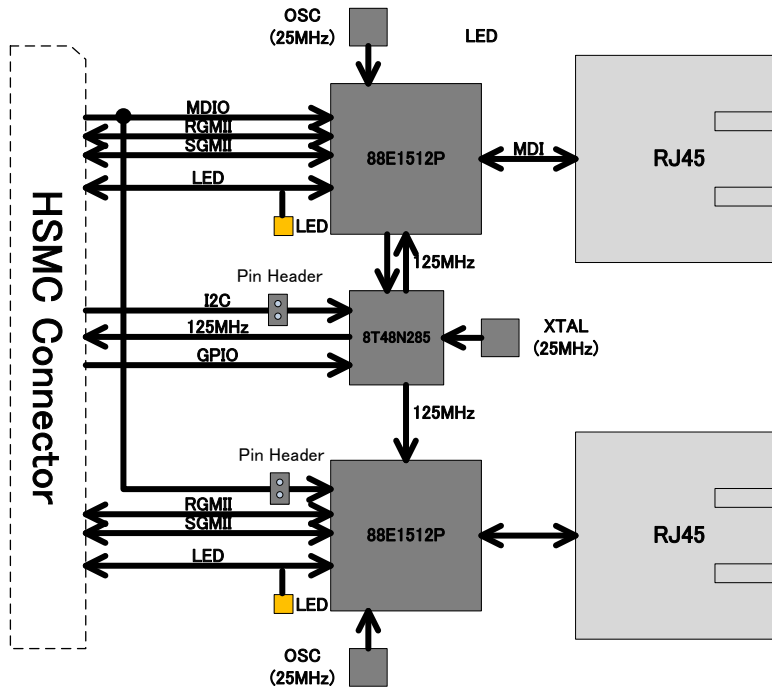 OSC
(25MHz)
LED
MDIO
RGMII
SGMII
LED
LED
88E1512P
MDI
RJ45
HSMC Connector
125MHz
Pin Header
I2C
125MHz
GPIO
8T48N285
XTAL
(25MHz)
125MHz
Pin Header
RGMII
SGMII
LED
LED
88E1512P
RJ45
OSC
(25MHz)